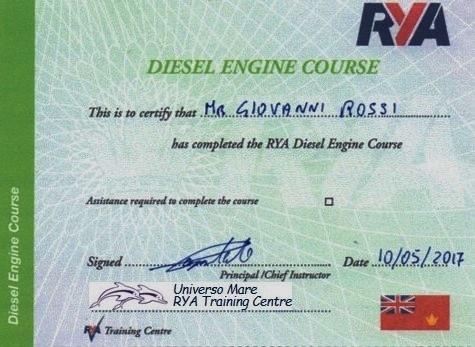 RYA
DIESEL ENGINE COURSE
This is to certify that MR GIOVANNI ROSSI
has completed the RYA Diesel Engine Course
Assistance required to complete the course
Signed Date 10/05/2017
Principal /Chief Instructor
Universo Mare
RYA Training Centre
RYA Training Centre
Diesel Engine Course